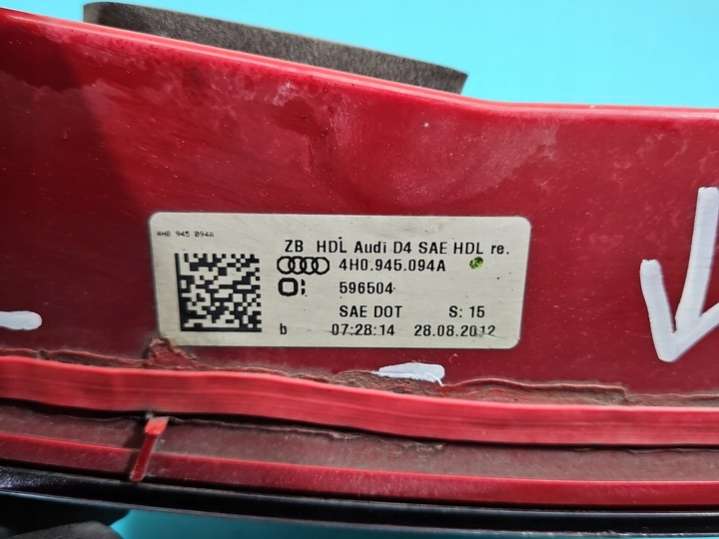 4H0 945 094A
ZB HDL Audi D4 SAE HDL re.
4H0.945.094A
596504
SAE DOT S: 15
b 07:28:14 28.08.2012